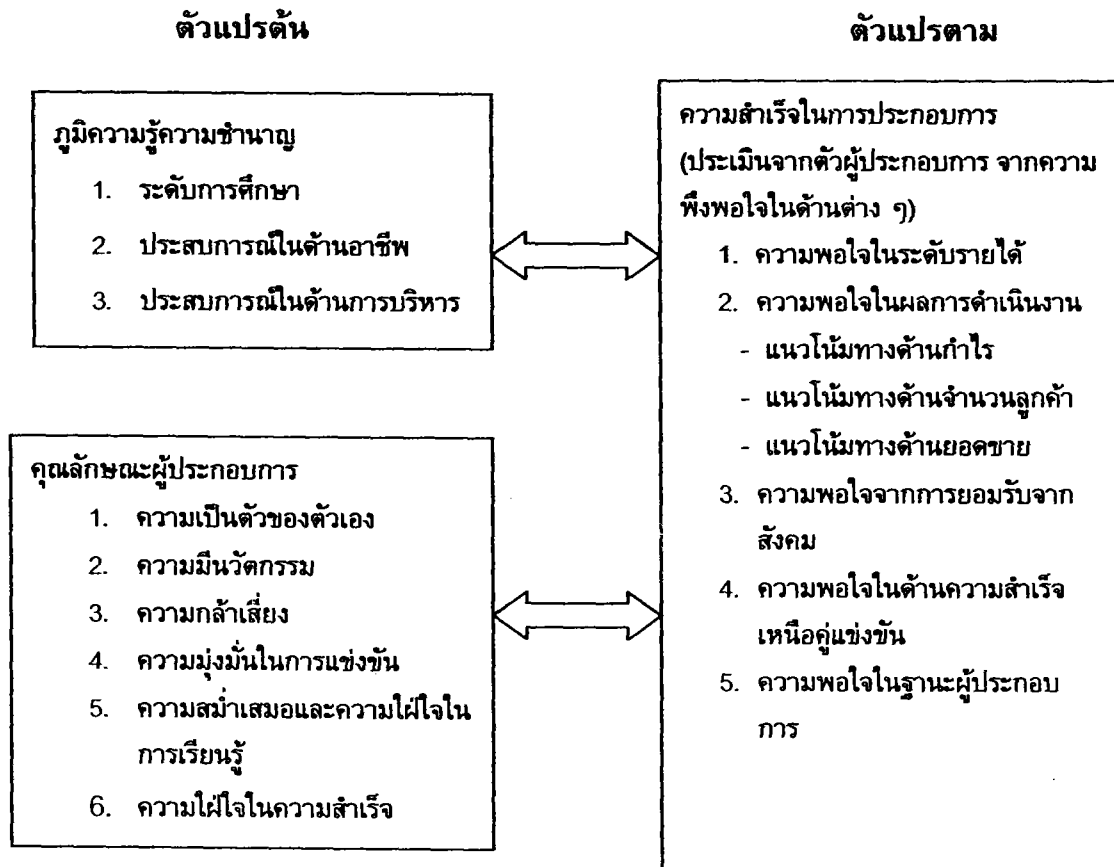 ตัวแปรต้น
ภูมิความรู้ความชำนาญ
1. ระดับการศึกษา
2. ประสบการณ์ในด้านอาชีพ
3. ประสบการณ์ในด้านการบริหาร
คุณลักษณะผู้ประกอบการ
1. ความเป็นตัวของตัวเอง
2. ความมีนวัตกรรม
3. ความกล้าเสี่ยง
4. ความมุ่งมั่นในการแข่งขัน
5. ความสม่ำเสมอและความใฝ่ใจใน
การเรียนรู้
6. ความใฝ่ใจในความสำเร็จ
ตัวแปรตาม
ความสำเร็จในการประกอบการ
(ประเมินจากตัวผู้ประกอบการ จากความ
พึงพอใจในด้านต่าง ๆ)
1. ความพอใจในระดับรายได้
2. ความพอใจในผลการดำเนินงาน
- แนวโน้มทางด้านกำไร
- แนวโน้มทางด้านจำนวนลูกค้า
- แนวโน้มทางด้านยอดขาย
3. ความพอใจจากการยอมรับจาก
สังคม
4. ความพอใจในด้านความสำเร็จ
เหนือคู่แข่งขัน
5. ความพอใจในฐานะผู้ประกอบ
การ